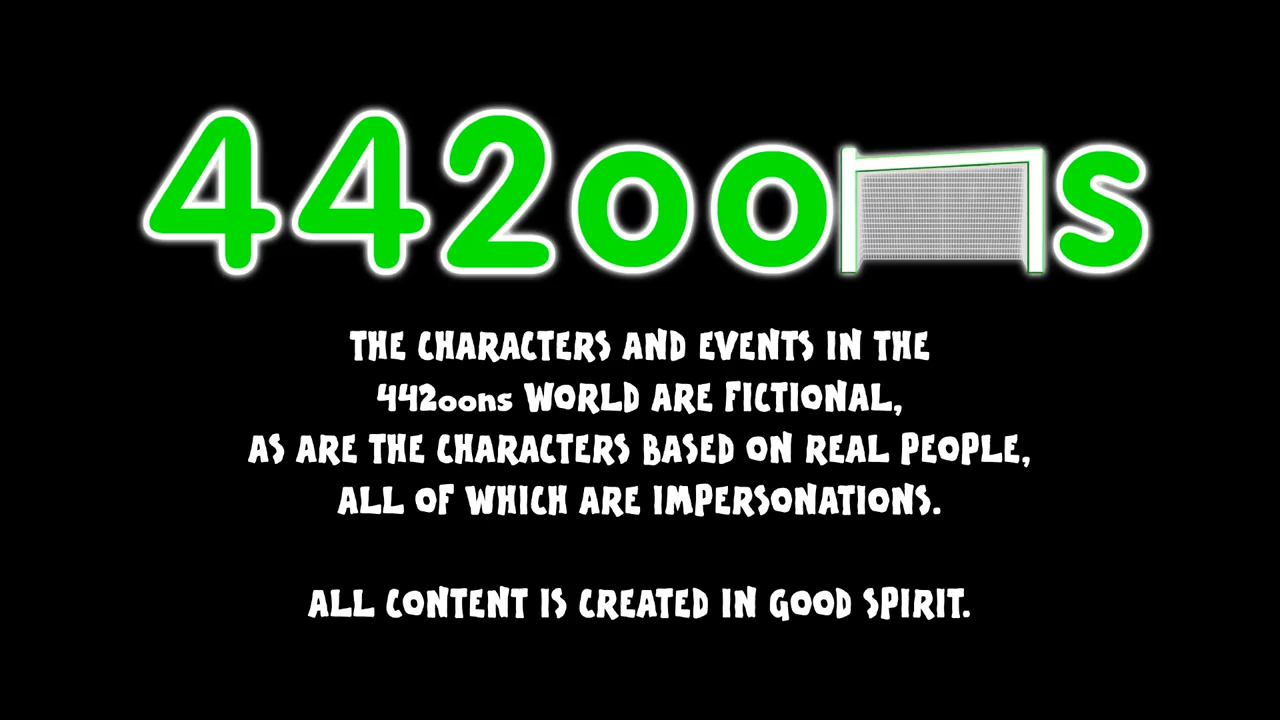 442oons
THE CHARACTERS AND EVENTS IN THE
442oons WORLD ARE FICTIONAL,
AS ARE THE CHARACTERS BASED ON REAL PEOPLE,
ALL OF WHICH ARE IMPERSONATIONS.
ALL CONTENT IS CREATED IN GOOD SPIRIT.